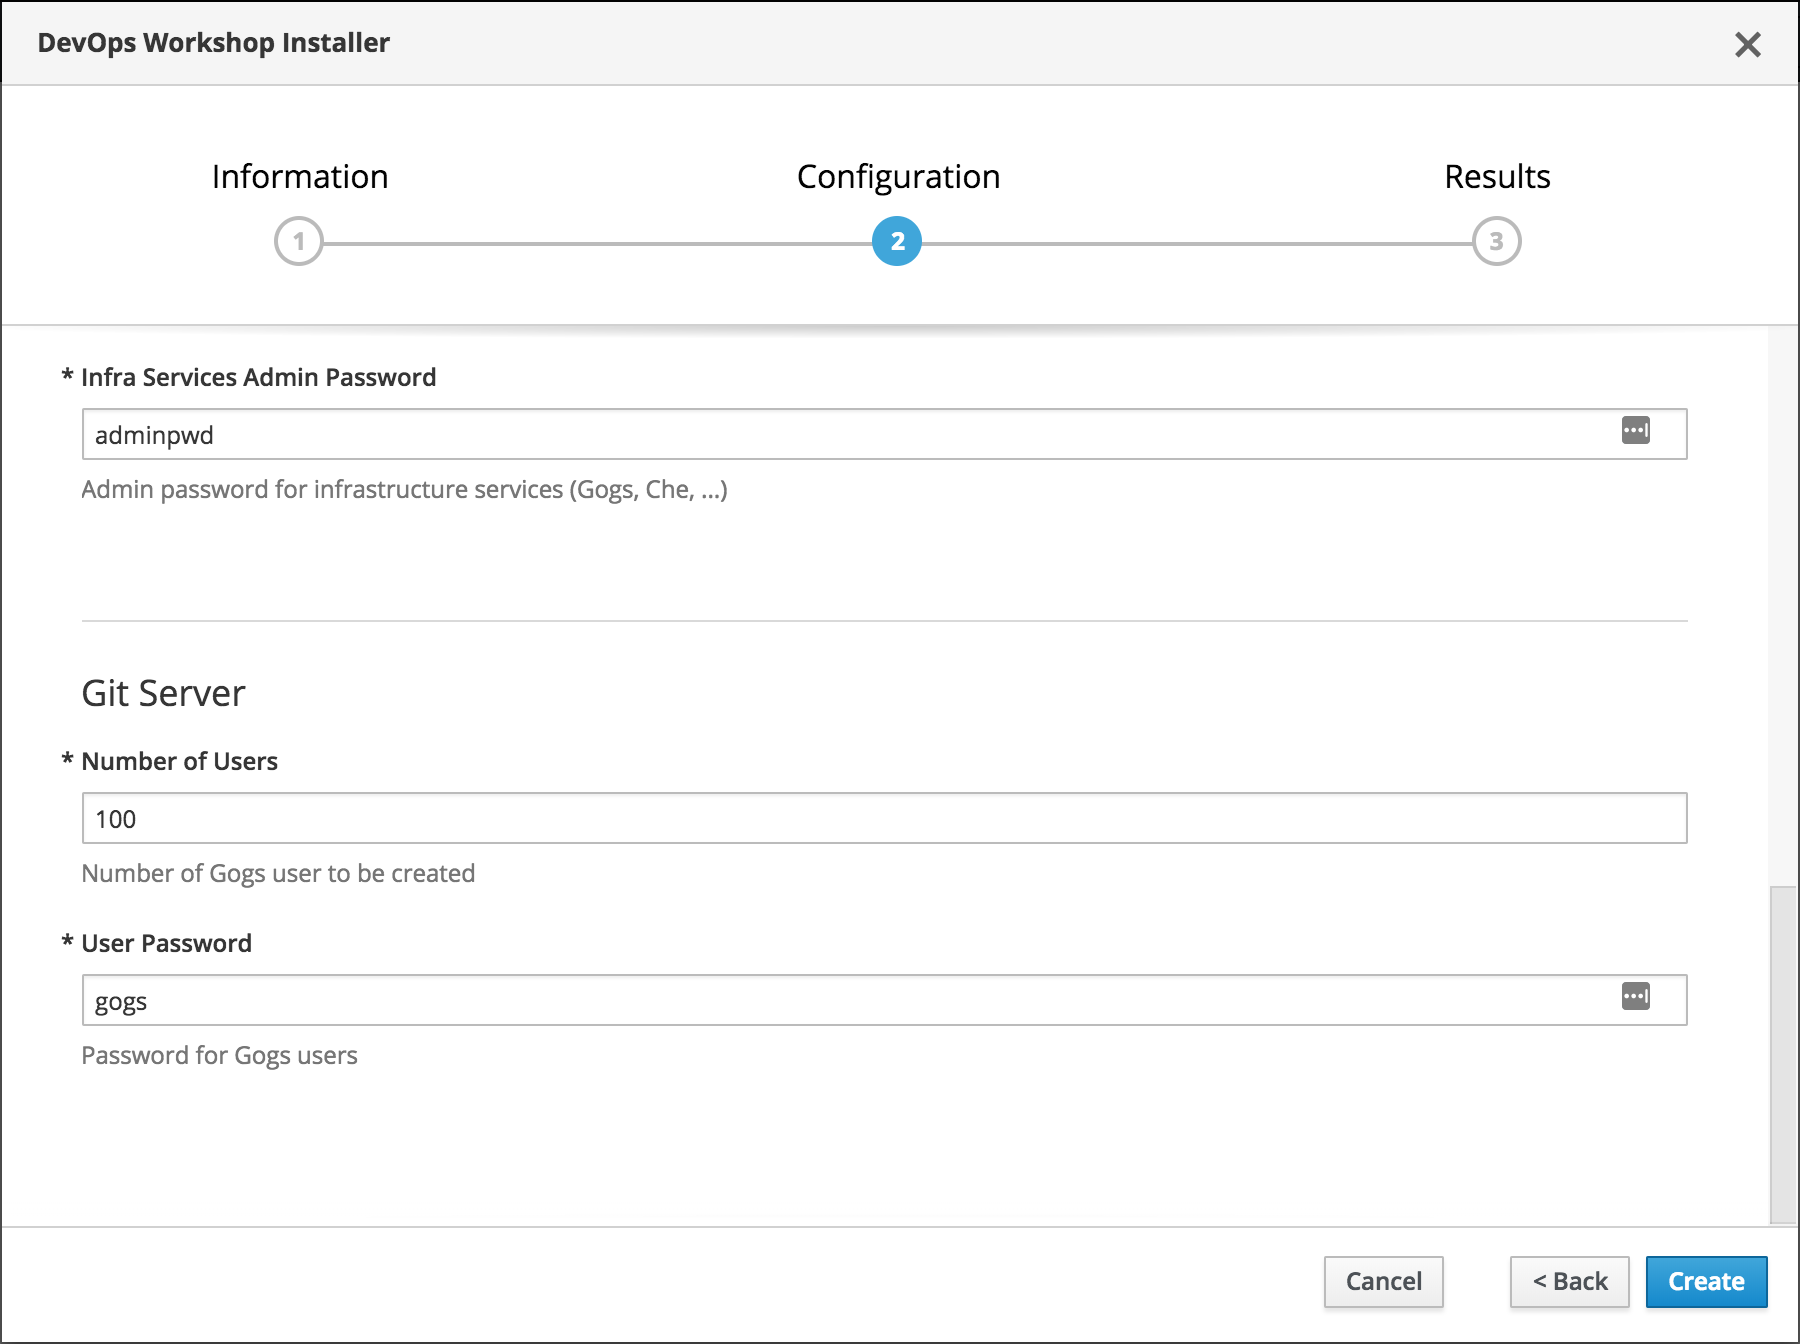 DevOps Workshop Installer
Information
Configuration
Results
1
2
3
* Infra Services Admin Password
adminpwd
Admin password for infrastructure services (Gogs, Che, ...)
Git Server
* Number of Users
100
Number of Gogs user to be created
* User Password
gogs
Password for Gogs users
Cancel
< Back
Create